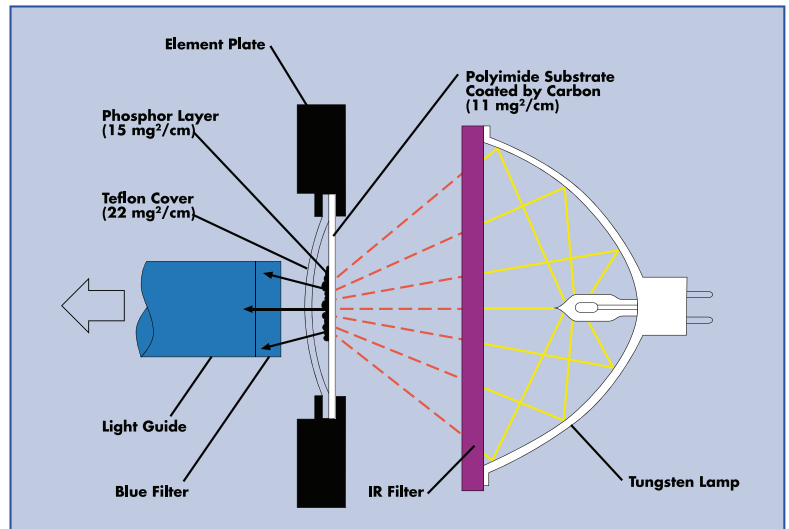 Element Plate
Polyimide Substrate
Coated by Carbon
(11 mg²/cm)
Phosphor Layer
(15 mg²/cm)
Teflon Cover
(22 mg²/cm)
Light Guide
Blue Filter
IR Filter
Tungsten Lamp